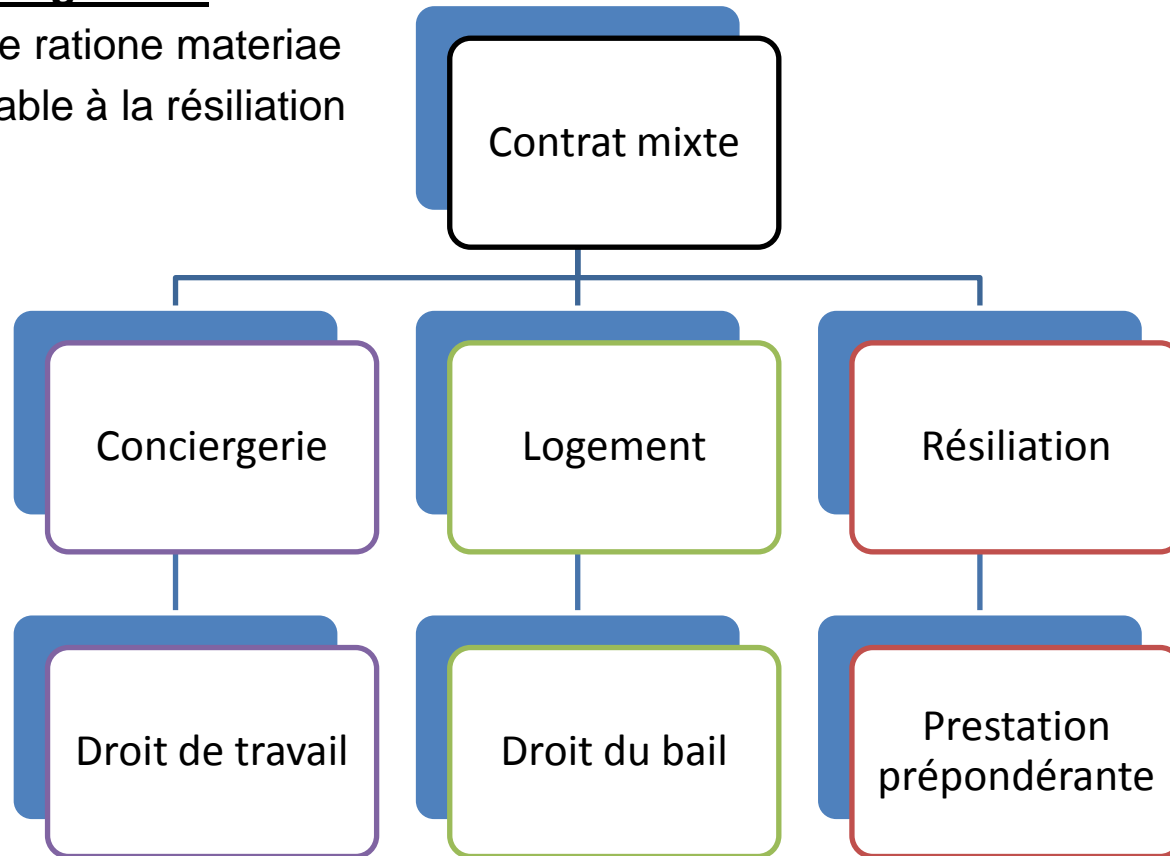 e ratione materiae
able à la résiliation
Contrat mixte
Conciergerie
Logement
Résiliation
Droit de travail
Droit du bail
Prestation
prépondérante